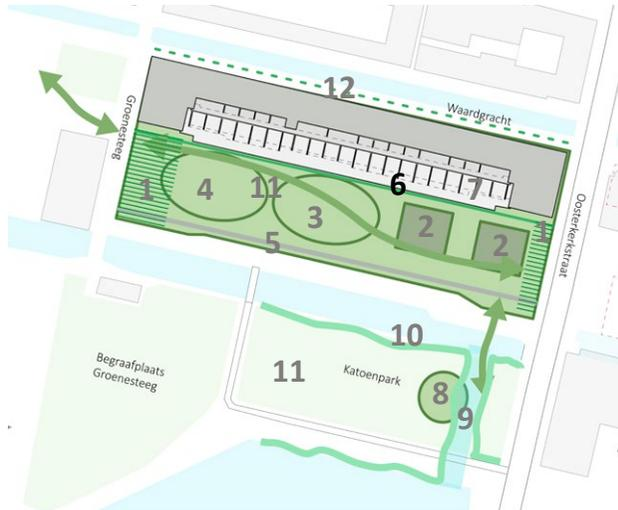 12
Waardgracht
Groenesteeg
6
7
1
4
11
3
2
2
1
Oosterkerkstraat
5
10
Begraafplaats
Groenesteeg
11
Katoenpark
8
9